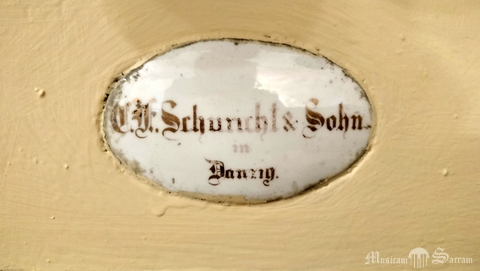 C. F. Schuricht & Sohn.
in
Danzig.
Musicam Sacram